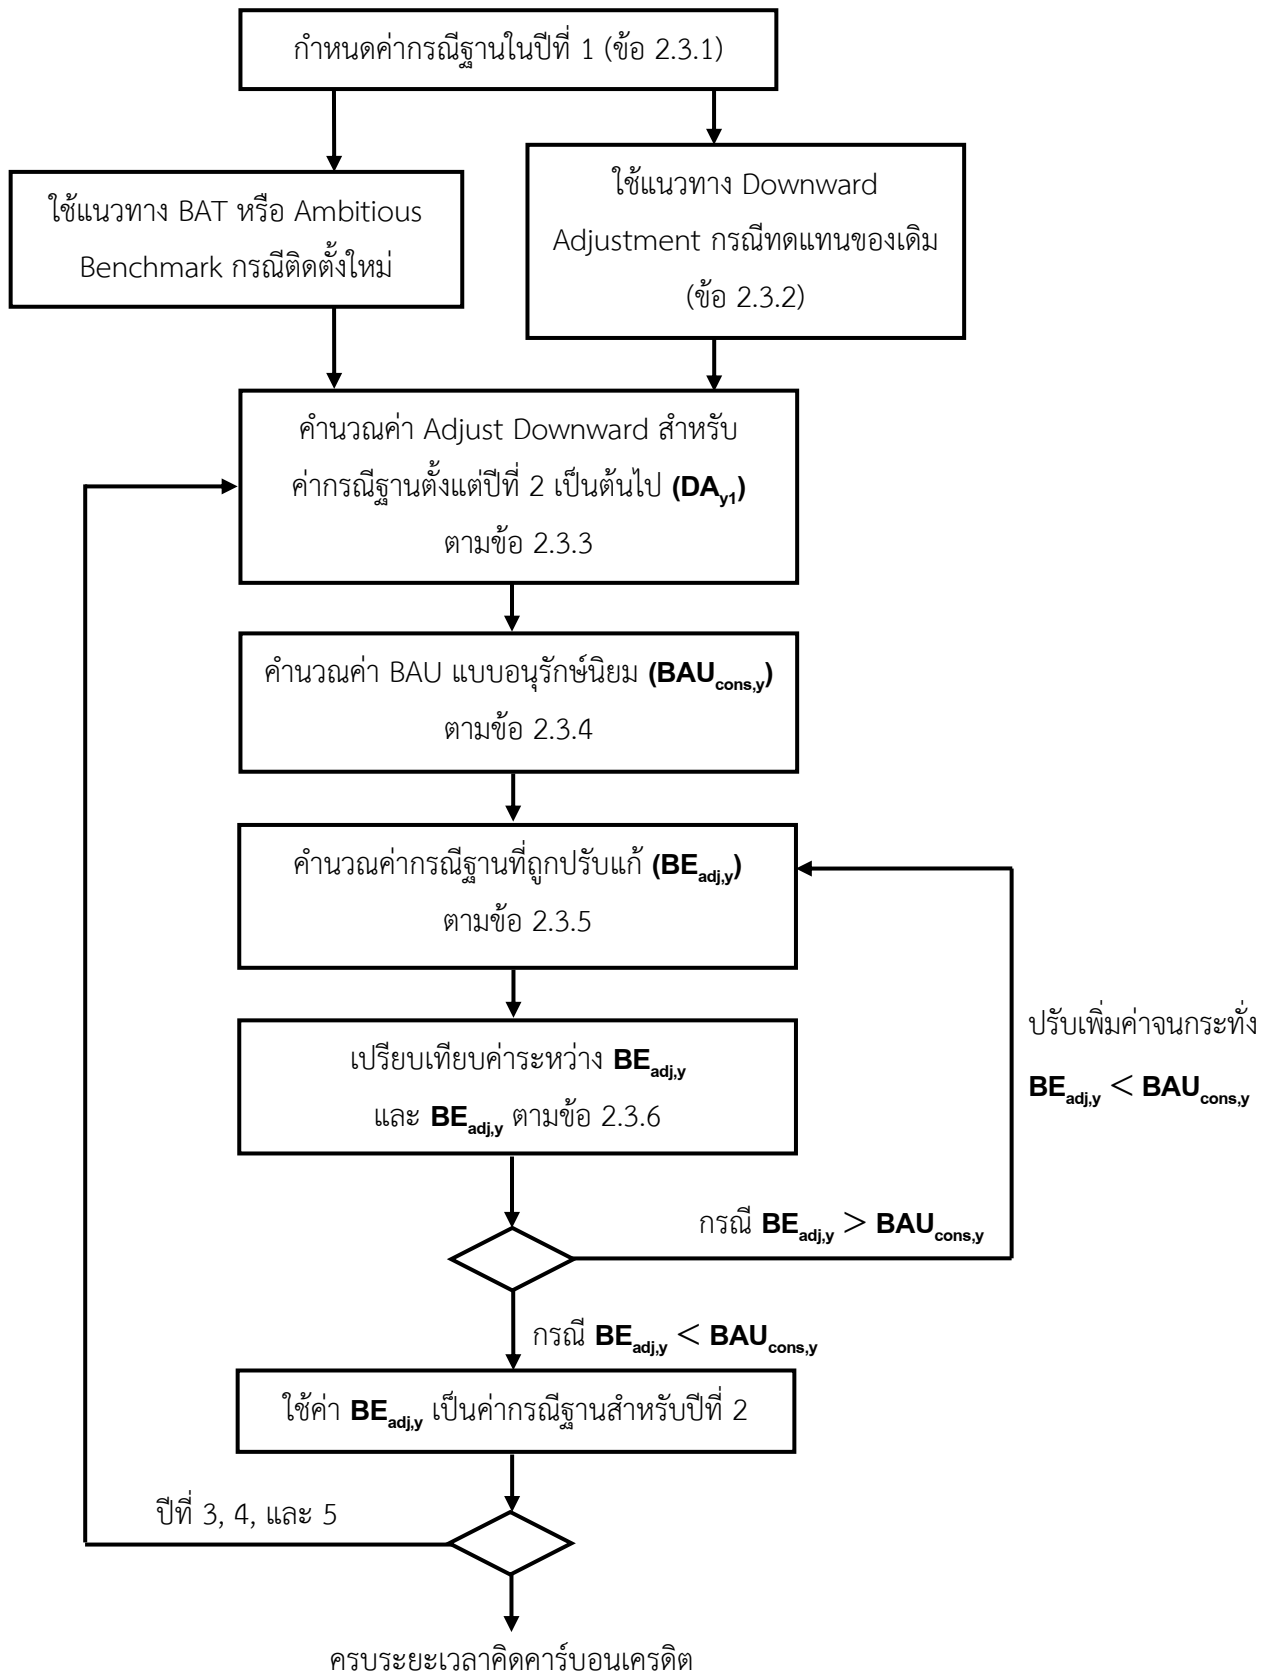 กำหนดค่ากรณีฐานในปีที่ 1 (ข้อ 2.3.1)
ใช้แนวทาง BAT หรือ Ambitious
Benchmark กรณีติดตั้งใหม่
ใช้แนวทาง Downward
Adjustment กรณีทดแทนของเดิม
(ข้อ 2.3.2)
คำนวณค่า Adjust Downward สำหรับ
ค่ากรณีฐานตั้งแต่ปีที่ 2 เป็นต้นไป (DAy1)
ตามข้อ 2.3.3
คำนวณค่า BAU แบบอนุรักษ์นิยม (BAUcons,y)
ตามข้อ 2.3.4
คำนวณค่ากรณีฐานที่ถูกปรับแก้ (BEadj,y)
ตามข้อ 2.3.5
เปรียบเทียบค่าระหว่าง BEadj,y
และ BEadj,y ตามข้อ 2.3.6
ปรับเพิ่มค่าจนกระทั่ง
BEadj,y < BAUcons,y
กรณี BEadj,y > BAUcons,y
กรณี BEadj,y < BAUcons,y
ใช้ค่า BEadj,y เป็นค่ากรณีฐานสำหรับปีที่ 2
ปีที่ 3, 4, และ 5
ครบระยะเวลาคิดคาร์บอนเครดิต